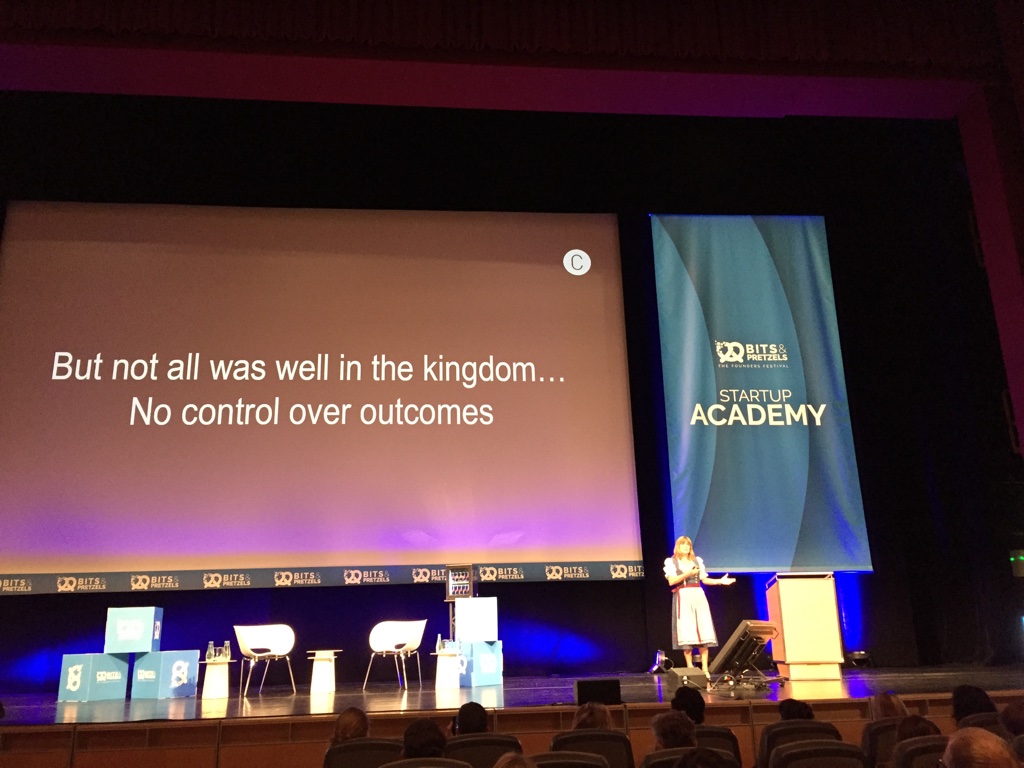 C
But not all was well in the kingdom…
No control over outcomes
BITS&
PRETZELS
THE FOUNDERS FESTIVAL
STARTUP
ACADEMY
BITS& PRETZELS BITS& PRETZELS BITS& PRETZELS BITS& PRETZELS BITS& PRETZELS BITS& PRETZELS BITS& PRETZELS BITS& PRETZELS BITS& PRETZELS